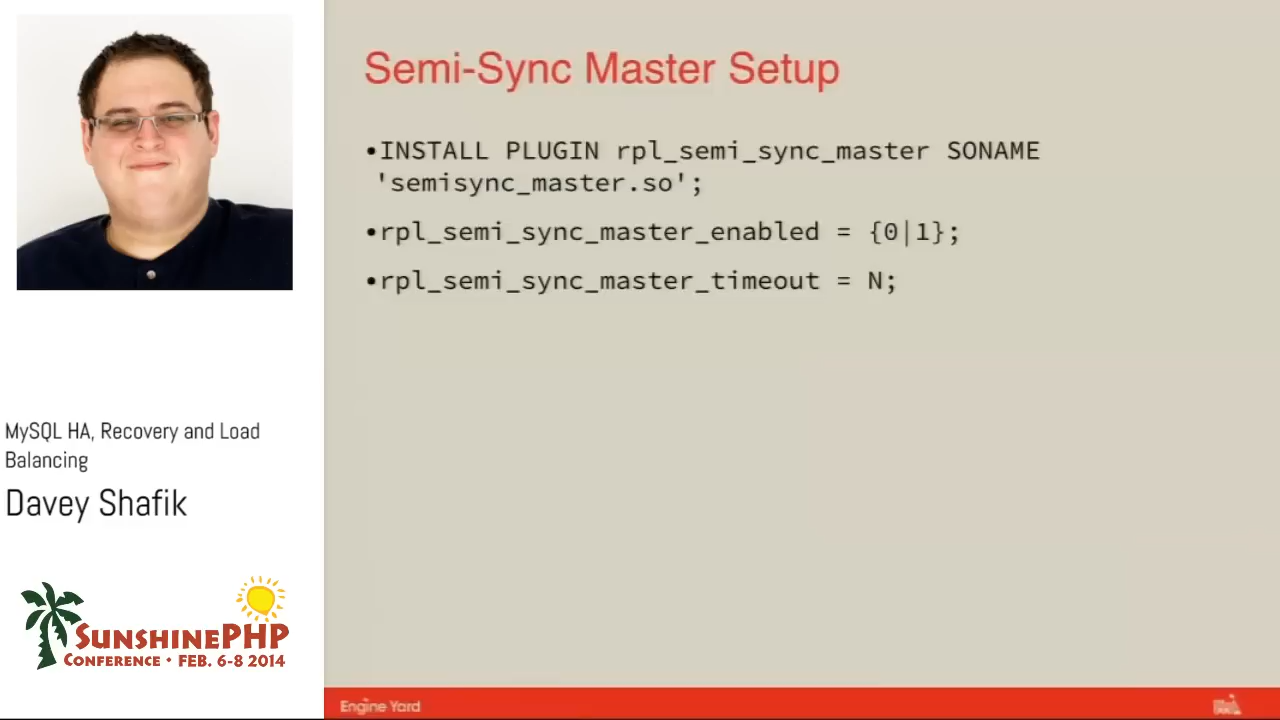 Semi-Sync Master Setup
•INSTALL PLUGIN rpl_semi_sync_master SONAME
'semisync_master.so';
•rpl_semi_sync_master_enabled = {0|1};
•rpl_semi_sync_master_timeout = N;
MySQL HA, Recovery and Load
Balancing
Davey Shafik
SUNSHINEPHP
CONFERENCE • FEB. 6-8 2014
Engine Yard